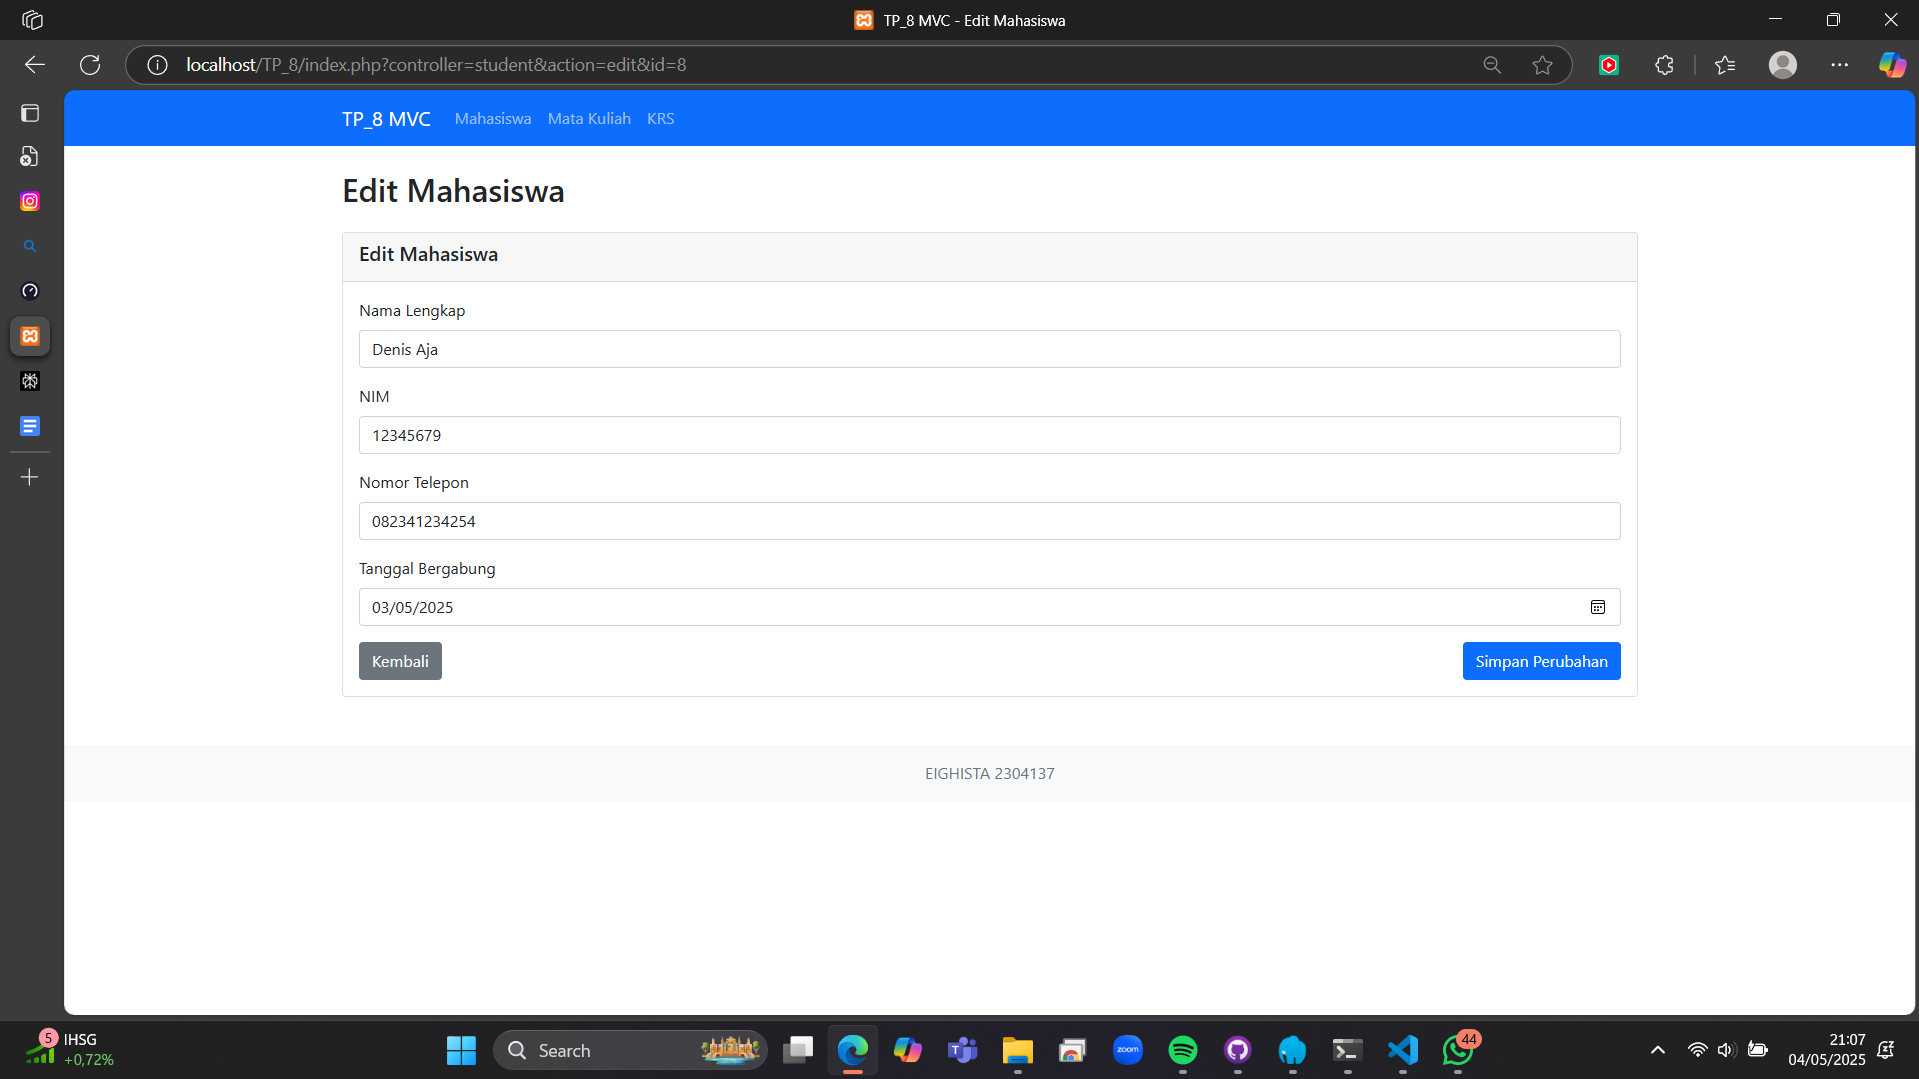 TP_8 MVC - Edit Mahasiswa
localhost/TP_8/index.php?controller=student&action=edit&id=8
TP_8 MVC Mahasiswa Mata Kuliah KRS
Edit Mahasiswa
Edit Mahasiswa
Nama Lengkap
Denis Aja
NIM
12345679
Nomor Telepon
082341234254
Tanggal Bergabung
03/05/2025
Kembali Simpan Perubahan
EIGHISTA 2304137
5 IHSG
+0,72%
Search
zoom
44
21:07
04/05/2025